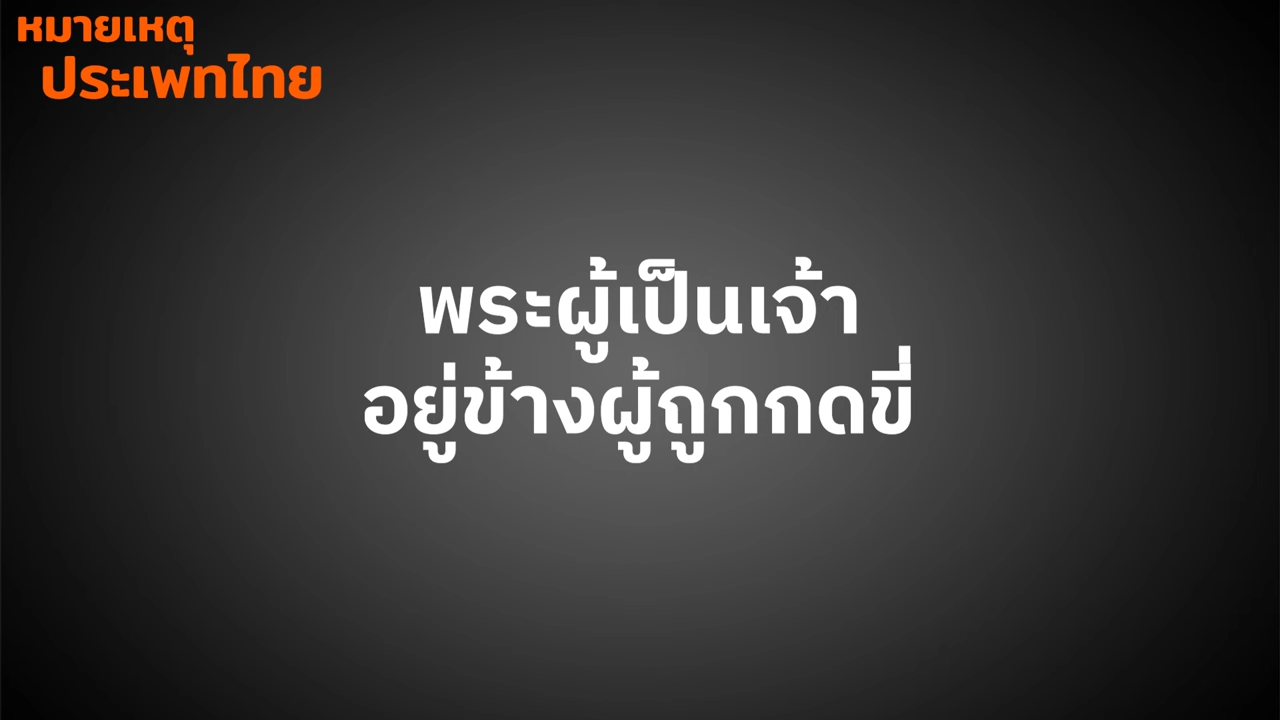 หมายเหตุ
ประเพทไทย
พระผู้เป็นเจ้า
อยู่ข้างผู้ถูกกดขี่